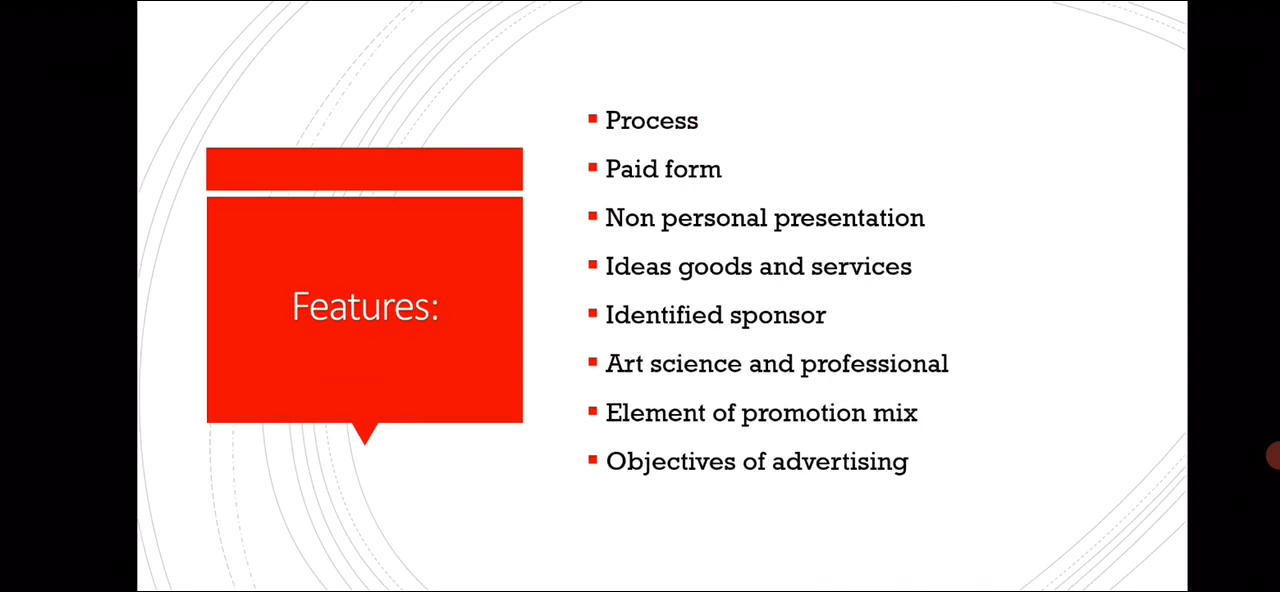 Features:
Process
Paid form
Non personal presentation
Ideas goods and services
Identified sponsor
Art science and professional
Element of promotion mix
Objectives of advertising